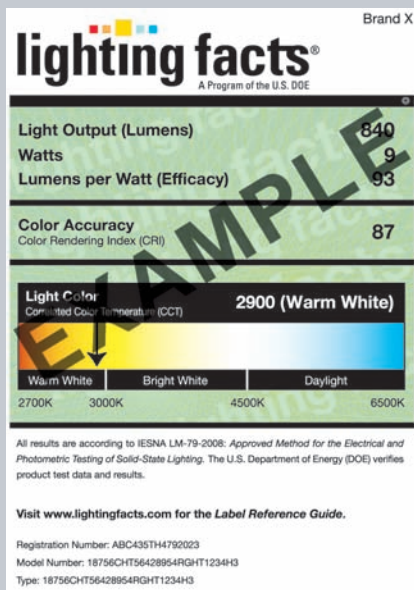 Brand X
lighting facts®
A Program of the U.S. DOE
Light Output (Lumens) 840
Watts 9
Lumens per Watt (Efficacy) 93
Color Accuracy
Color Rendering Index (CRI) 87
EXAMPLE
Light Color
Correlated Color Temperature (CCT) 2900 (Warm White)
Warm White Bright White Daylight
2700K 3000K 4500K 6500K
All results are according to IESNA LM-79-2008: Approved Method for the Electrical and
Photometric Testing of Solid-State Lighting. The U.S. Department of Energy (DOE) verifies
product test data and results.
Visit www.lightingfacts.com for the Label Reference Guide.
Registration Number: ABC435TH4792023
Model Number: 18756CHT56428954RGHT1234H3
Type: 18756CHT56428954RGHT1234H3